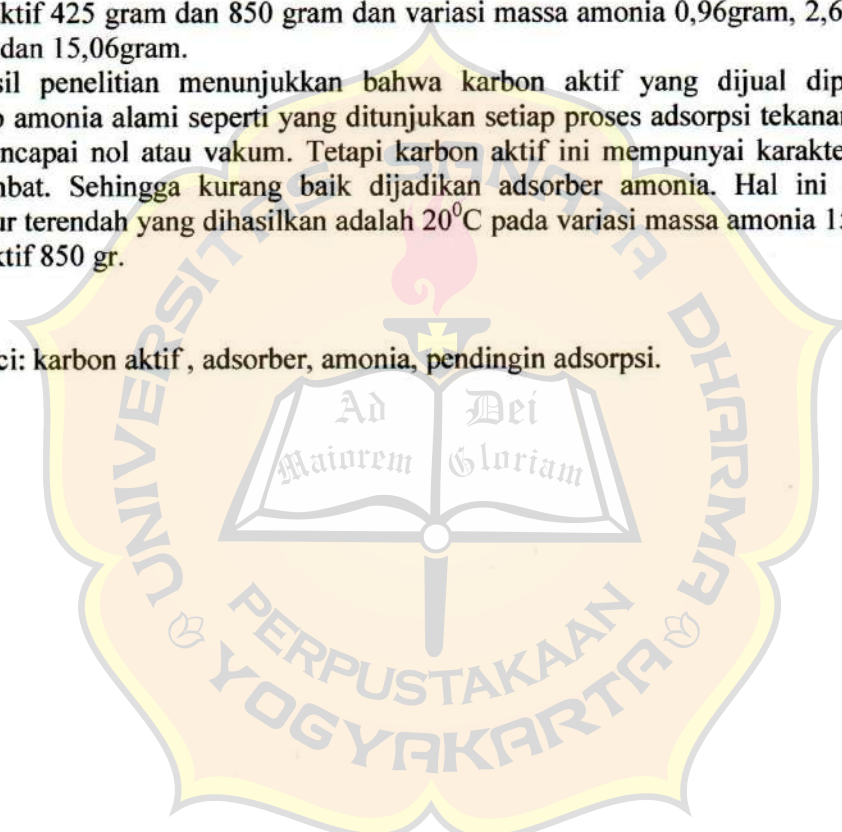 ktif 425 gram dan 850 gram dan variasi massa amonia 0,96gram, 2,6
dan 15,06gram.
sil penelitian menunjukkan bahwa karbon aktif yang dijual dip
amonia alami seperti yang ditunjukan setiap proses adsorpsi tekanan
ncapai nol atau vakum. Tetapi karbon aktif ini mempunyai karakte
nbat. Sehingga kurang baik dijadikan adsorber amonia. Hal ini
ur terendah yang dihasilkan adalah 20⁰C pada variasi massa amonia 1
ktif 850 gr.
ci: karbon aktif , adsorber, amonia, pendingin adsorpsi.
UNIVERSITAS SANATA DHARMA
Ad Dei
Maiorem Gloriam
PERPUSTAKAAN
YOGYAKARTA